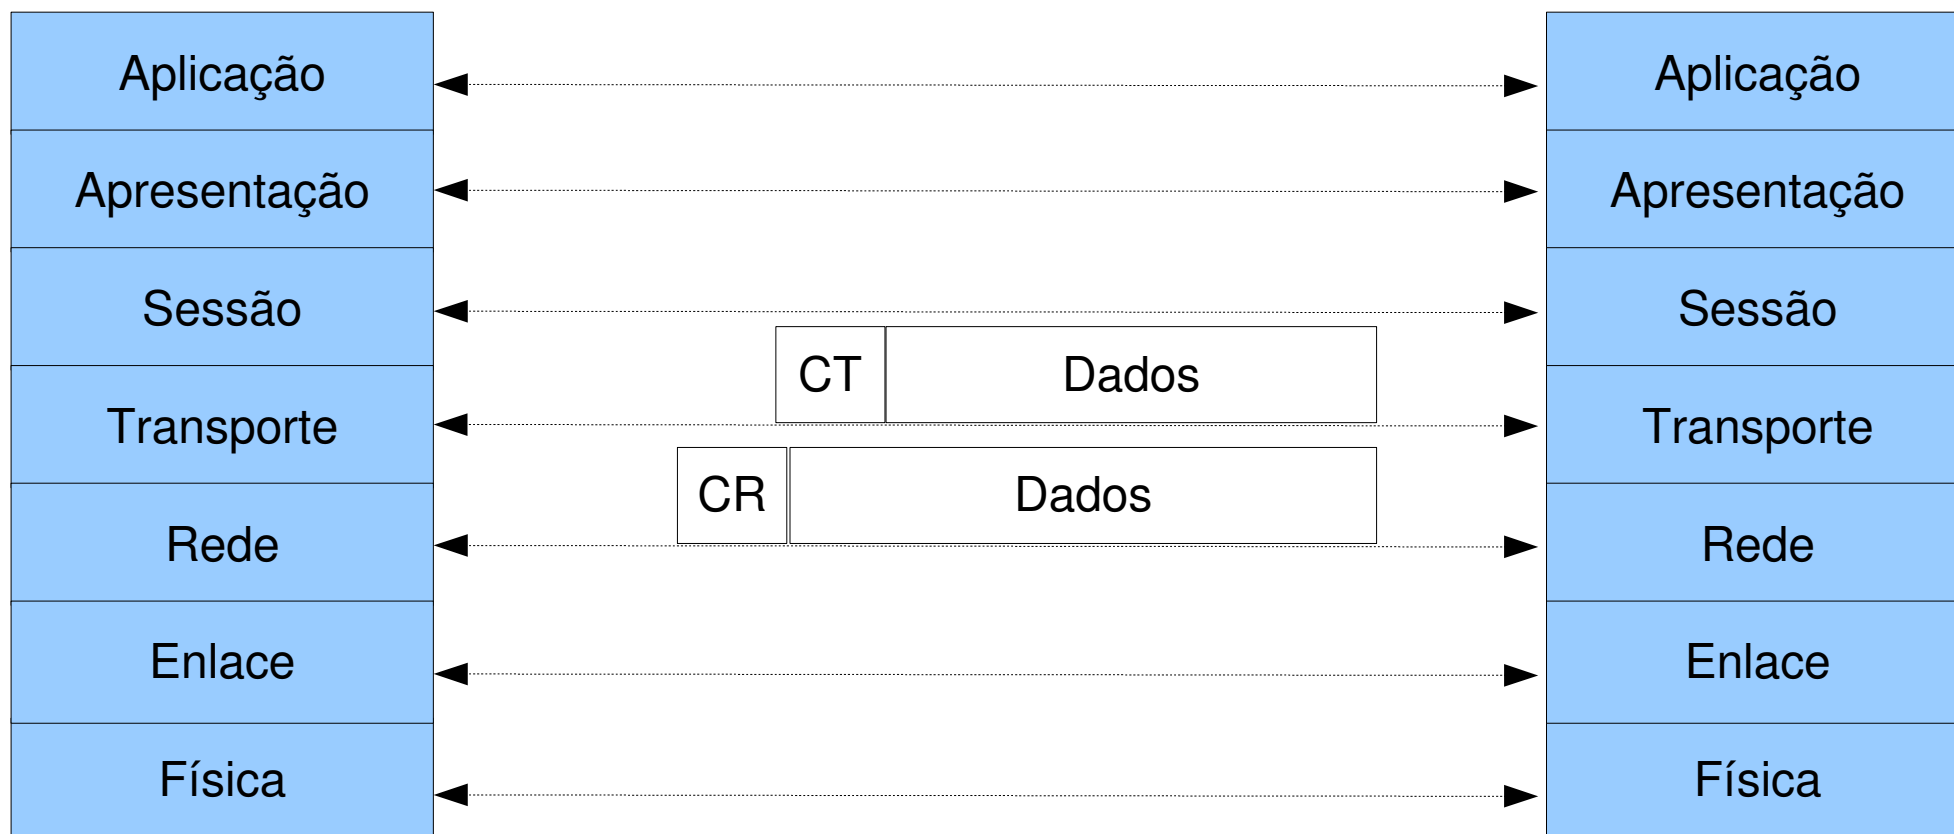 Aplicação
Aplicação
Apresentação
Apresentação
Sessão
Sessão
CT Dados
Transporte
Transporte
CR Dados
Rede
Rede
Enlace
Enlace
Física
Física